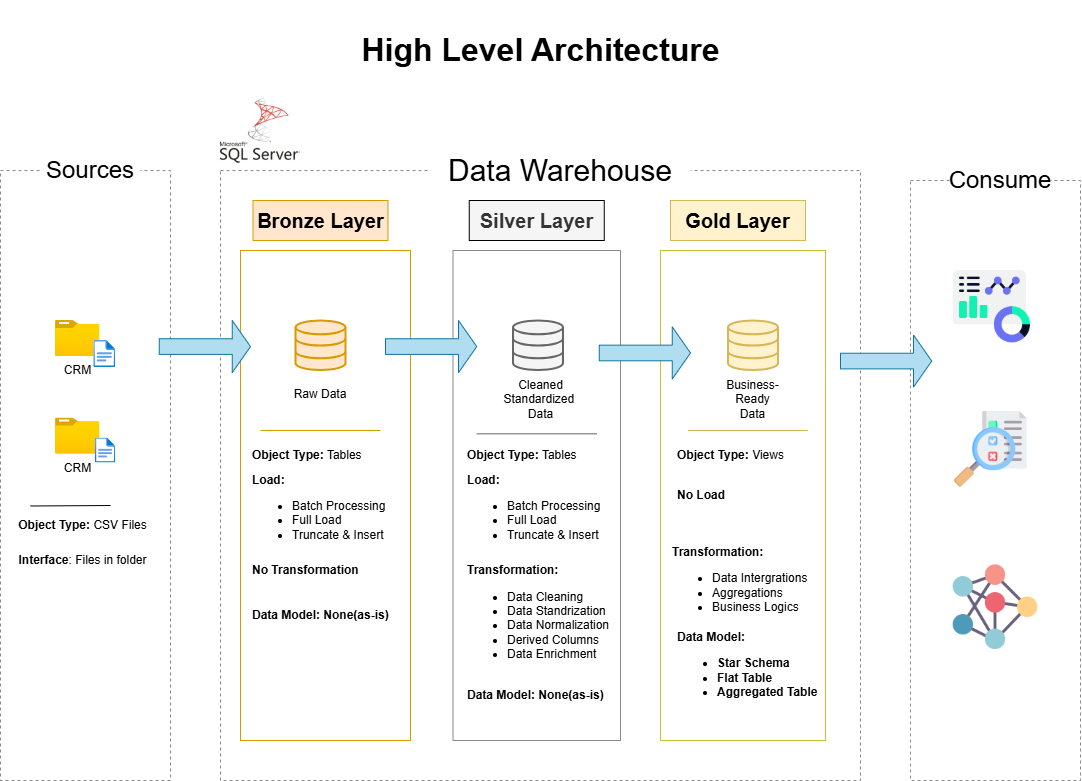 High Level Architecture
Microsoft®
SQL Server
Sources
CRM
CRM
Object Type: CSV Files
Interface: Files in folder
Data Warehouse
Bronze Layer
Raw Data
Object Type: Tables
Load:
Batch Processing
Full Load
Truncate & Insert
No Transformation
Data Model: None(as-is)
Silver Layer
Cleaned
Standardized
Data
Object Type: Tables
Load:
Batch Processing
Full Load
Truncate & Insert
Transformation:
Data Cleaning
Data Standrization
Data Normalization
Derived Columns
Data Enrichment
Data Model: None(as-is)
Gold Layer
Business-
Ready
Data
Object Type: Views
No Load
Transformation:
Data Intergrations
Aggregations
Business Logics
Data Model:
Star Schema
Flat Table
Aggregated Table
Consume